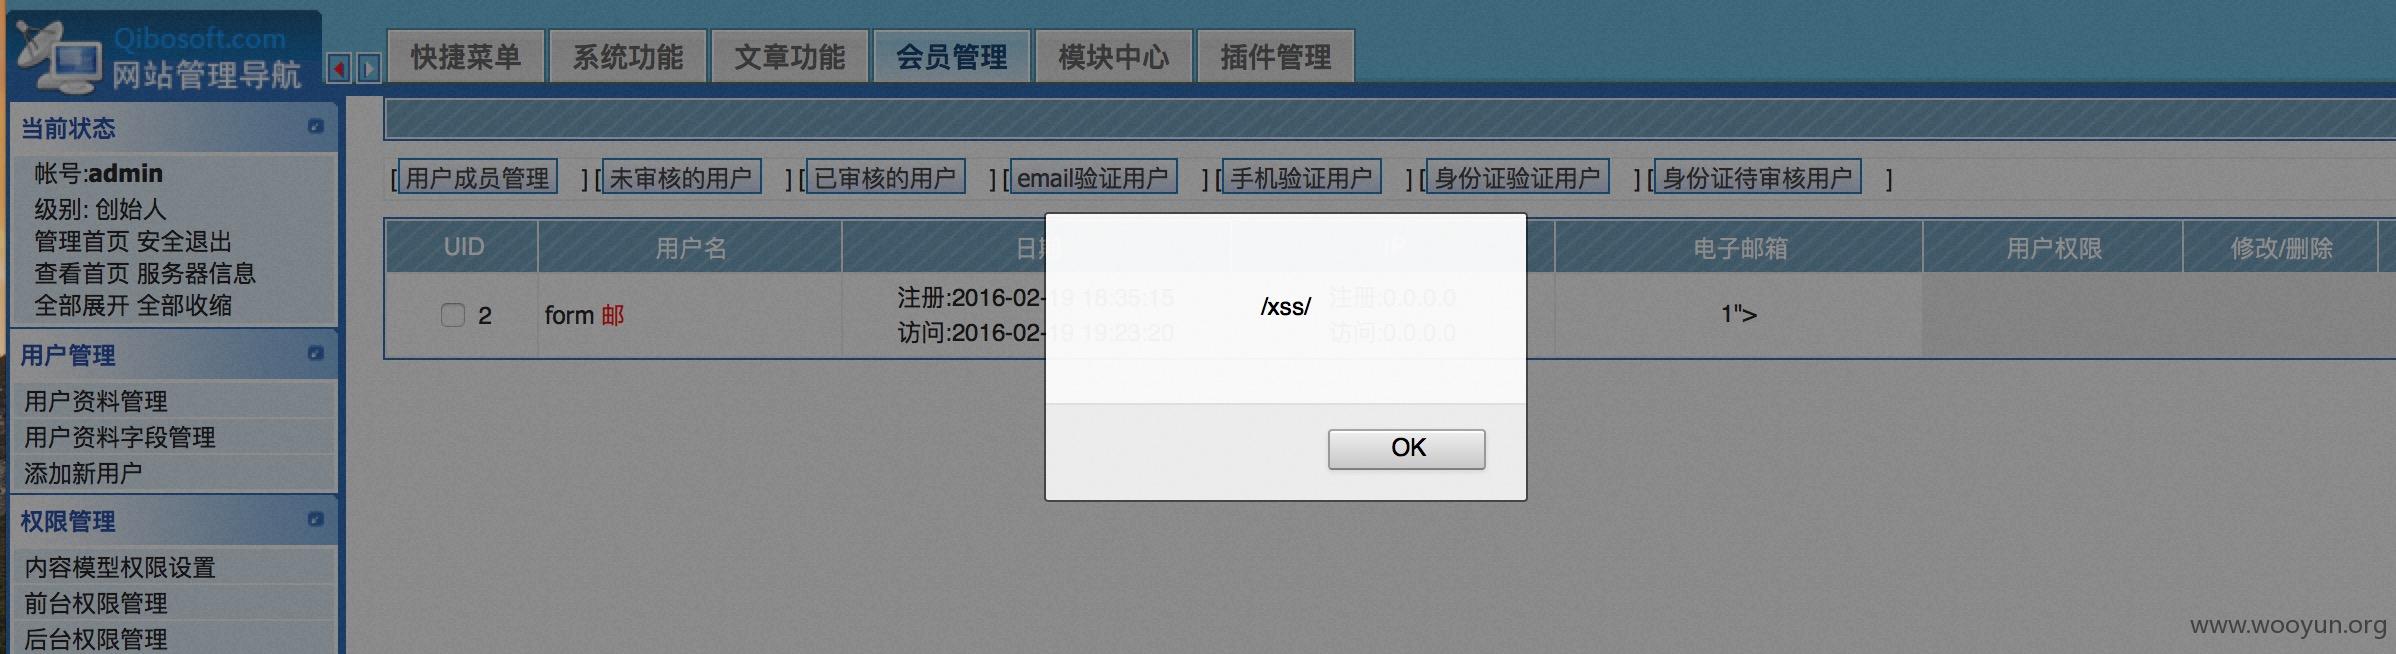 Qibosoft.com
网站管理导航
快捷菜单 系统功能 文章功能 会员管理 模块中心 插件管理
当前状态
帐号:admin
级别: 创始人
管理首页 安全退出
查看首页 服务器信息
全部展开 全部收缩
用户管理
用户资料管理
用户资料字段管理
添加新用户
权限管理
内容模型权限设置
前台权限管理
后台权限管理
[ 用户成员管理 ] [ 未审核的用户 ] [ 已审核的用户 ] [ email验证用户 ] [ 手机验证用户 ] [ 身份证验证用户 ] [ 身份证待审核用户 ]
UID 用户名 日期 IP 电子邮箱 用户权限 修改/删除
2 form 邮 注册:2016-02-19 18:35:15 注册:0.0.0.0 1">
访问:2016-02-19 19:23:20 访问:0.0.0.0
/xss/
OK
www.wooyun.org